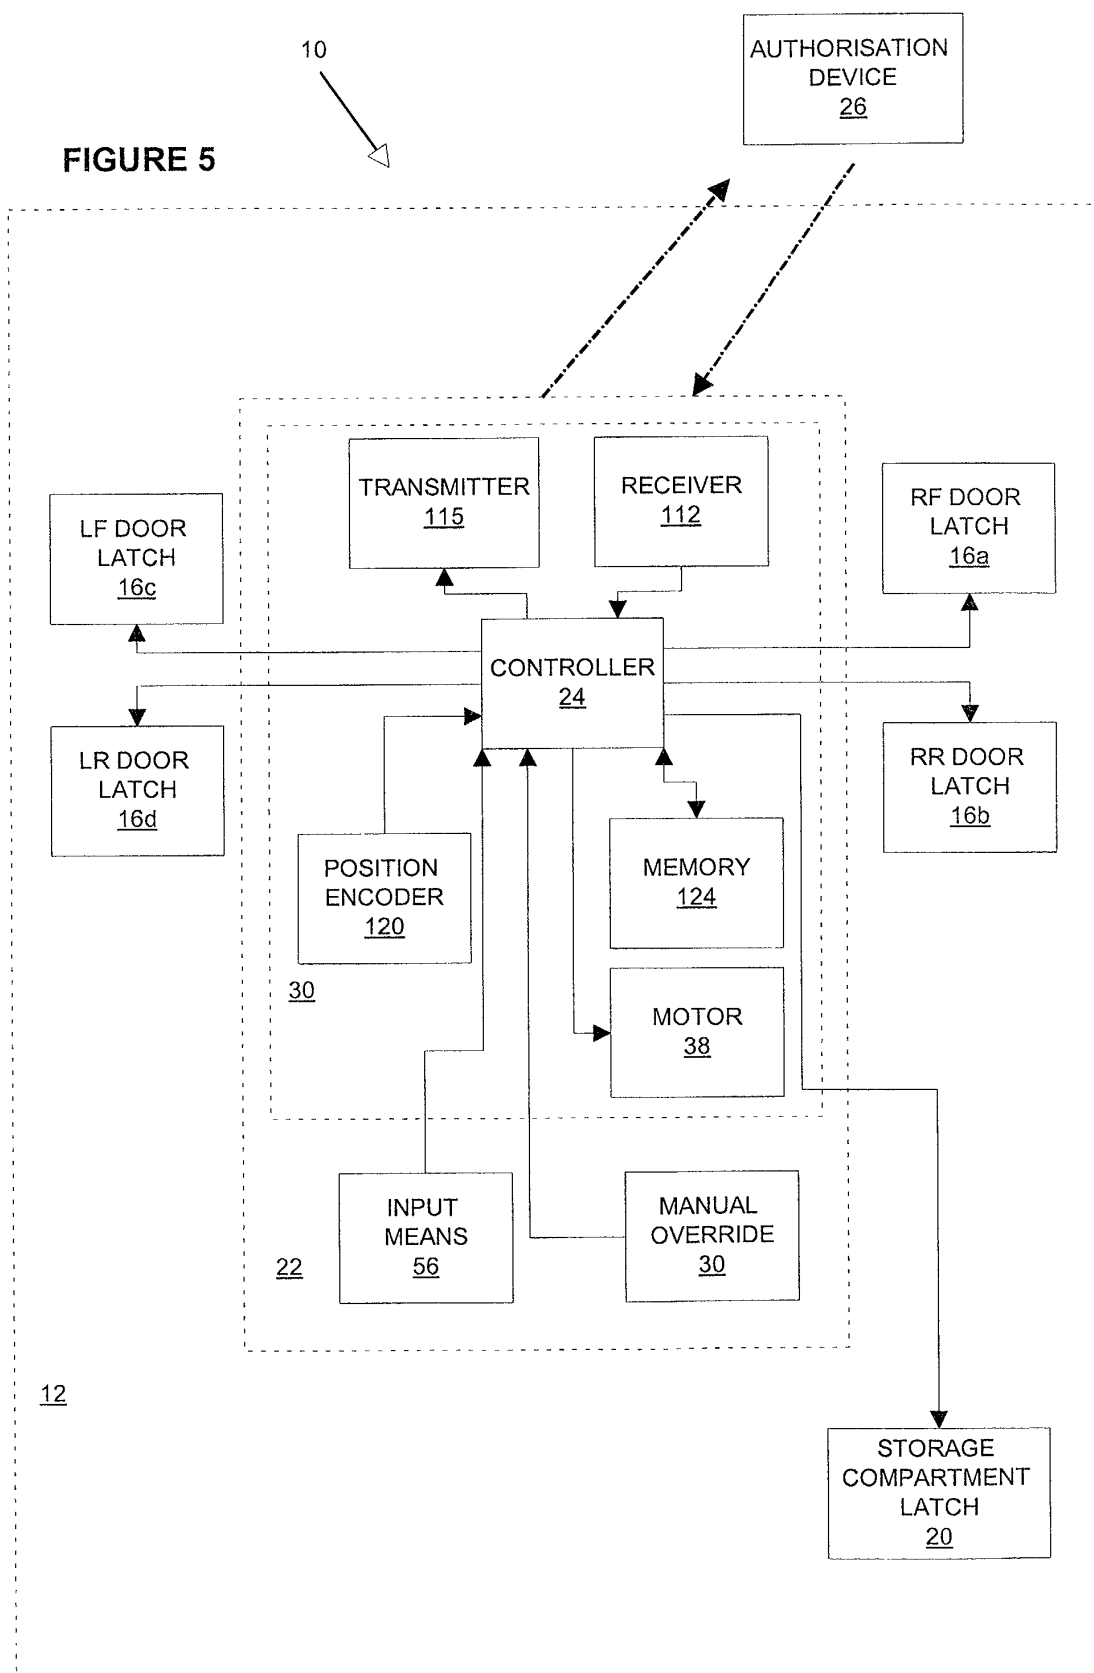 10
AUTHORISATION
DEVICE
26
FIGURE 5
TRANSMITTER
115
RECEIVER
112
LF DOOR
LATCH
16c
RF DOOR
LATCH
16a
CONTROLLER
24
LR DOOR
LATCH
16d
RR DOOR
LATCH
16b
POSITION
ENCODER
120
MEMORY
124
30
MOTOR
38
INPUT
MEANS
56
MANUAL
OVERRIDE
30
22
12
STORAGE
COMPARTMENT
LATCH
20